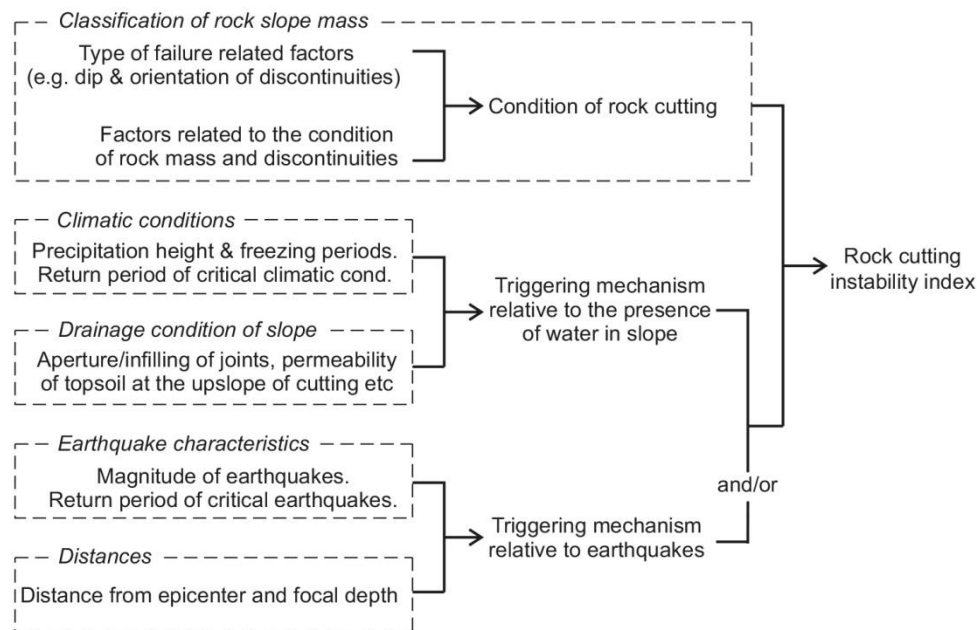 Classification of rock slope mass
Type of failure related factors
(e.g. dip & orientation of discontinuities)
Condition of rock cutting
Factors related to the condition
of rock mass and discontinuities
Climatic conditions
Precipitation height & freezing periods.
Return period of critical climatic cond.
Triggering mechanism
relative to the presence
of water in slope
Drainage condition of slope
Aperture/infilling of joints, permeability
of topsoil at the upslope of cutting etc
Rock cutting
instability index
Earthquake characteristics
Magnitude of earthquakes.
Return period of critical earthquakes.
and/or
Triggering mechanism
relative to earthquakes
Distances
Distance from epicenter and focal depth